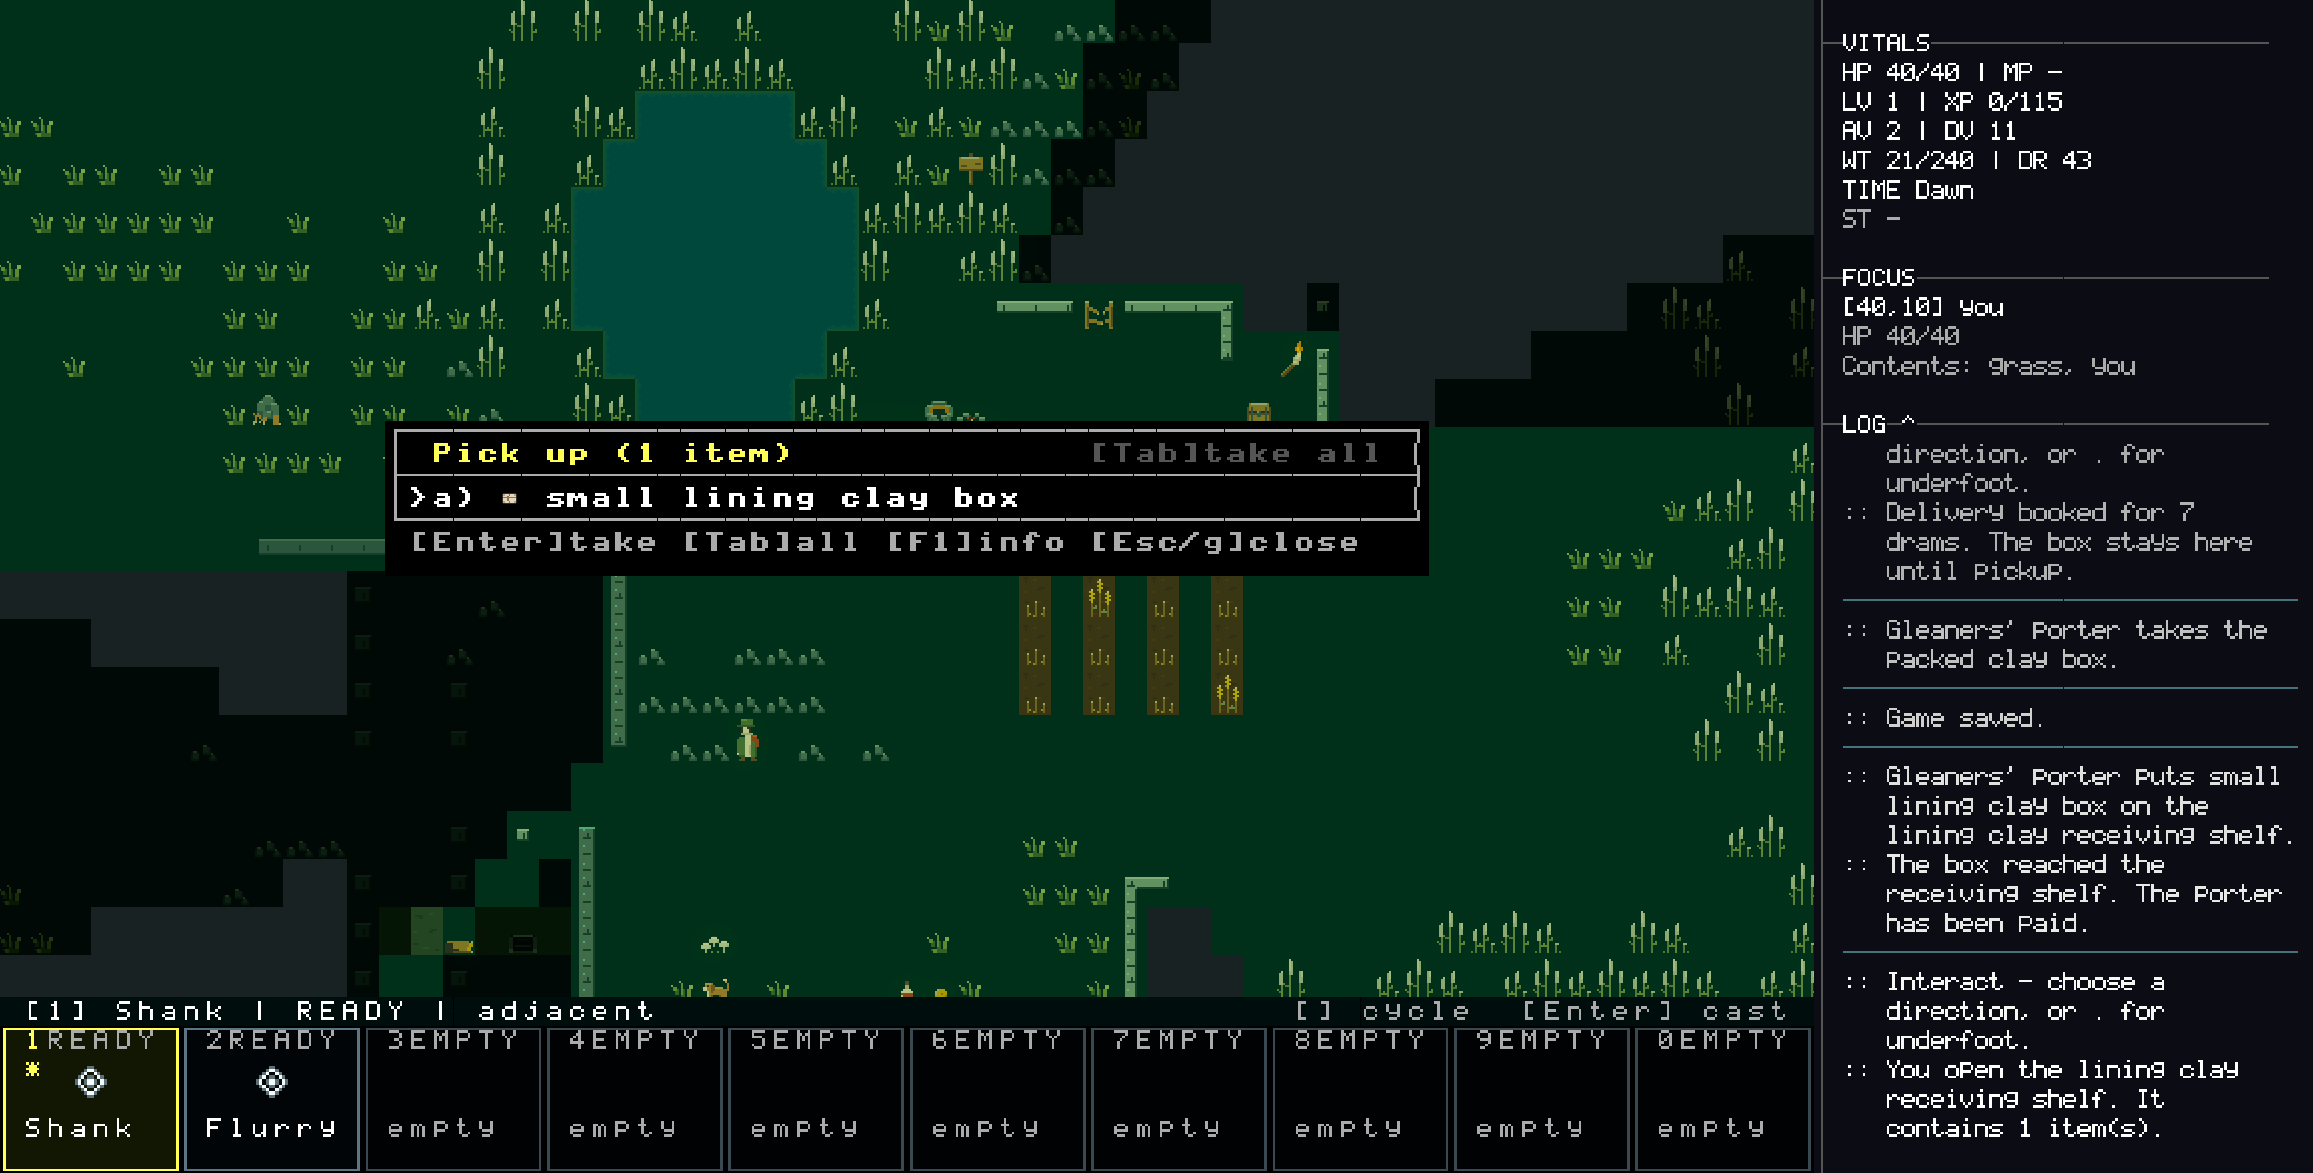 Pick up (1 item) [Tab]take all
>a) small lining clay box
[Enter]take [Tab]all [F1]info [Esc/g]close
[1] Shank | READY | adjacent [] cycle [Enter] cast
1READY 2READY 3EMPTY 4EMPTY 5EMPTY 6EMPTY 7EMPTY 8EMPTY 9EMPTY 0EMPTY
*
Shank Flurry empty empty empty empty empty empty empty empty
VITALS
HP 40/40 | MP -
LV 1 | XP 0/115
AV 2 | DV 11
WT 21/240 | DR 43
TIME Dawn
ST -
FOCUS
[40,10] You
HP 40/40
Contents: grass, You
LOG ^
direction, or . for
underfoot.
:: Delivery booked for 7
drams. The box stays here
until pickup.
:: Gleaners' Porter takes the
packed clay box.
:: Game saved.
:: Gleaners' Porter puts small
lining clay box on the
lining clay receiving shelf.
:: The box reached the
receiving shelf. The porter
has been paid.
:: Interact - choose a
direction, or . for
underfoot.
:: You open the lining clay
receiving shelf. It
contains 1 item(s).